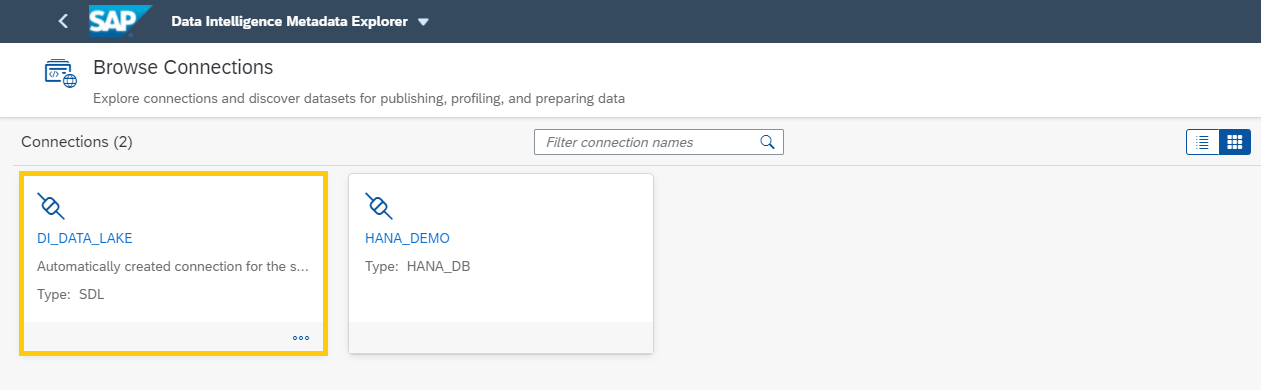 SAP Data Intelligence Metadata Explorer
Browse Connections
Explore connections and discover datasets for publishing, profiling, and preparing data
Connections (2)
Filter connection names
DI_DATA_LAKE
Automatically created connection for the s...
Type: SDL
HANA_DEMO
Type: HANA_DB